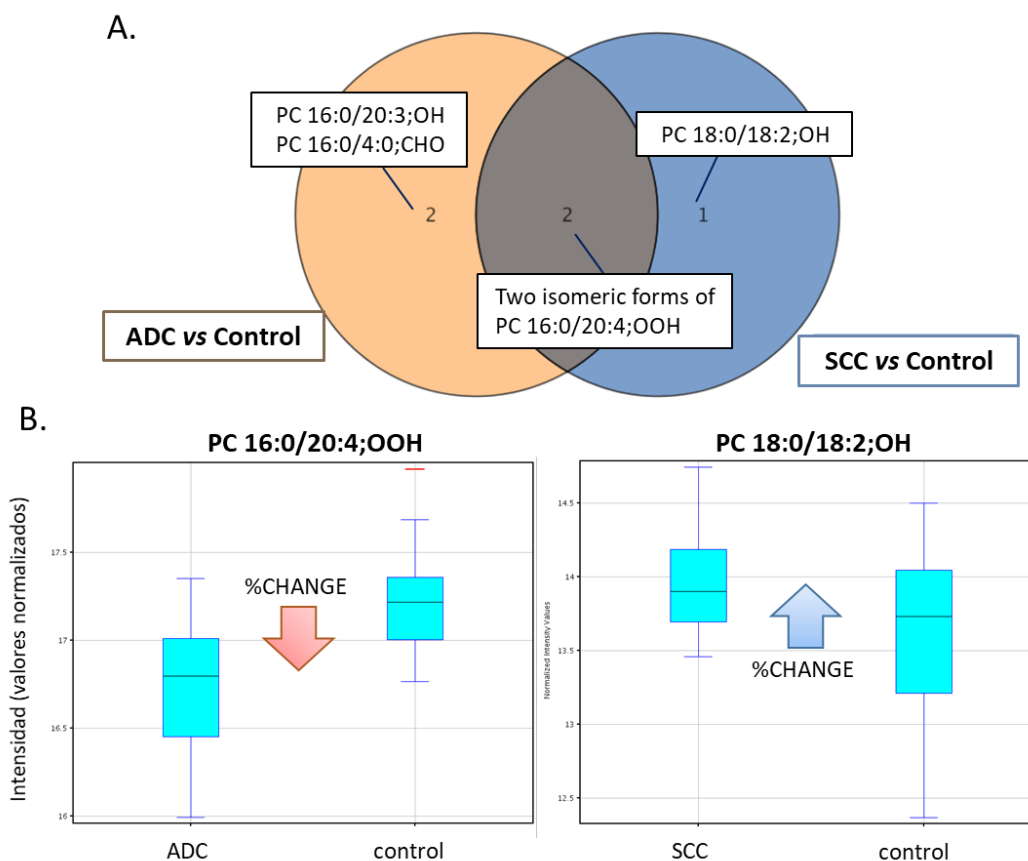 A.
PC 16:0/20:3;OH
PC 16:0/4:0;CHO
PC 18:0/18:2;OH
2
2
1
Two isomeric forms of
PC 16:0/20:4;OOH
ADC vs Control
SCC vs Control
B.
PC 16:0/20:4;OOH
PC 18:0/18:2;OH
Intensidad (valores normalizados)
17.5
17
16.5
16
%CHANGE
ADC
control
Normalized Intensity Values
14.5
14
13.5
13
12.5
%CHANGE
SCC
control